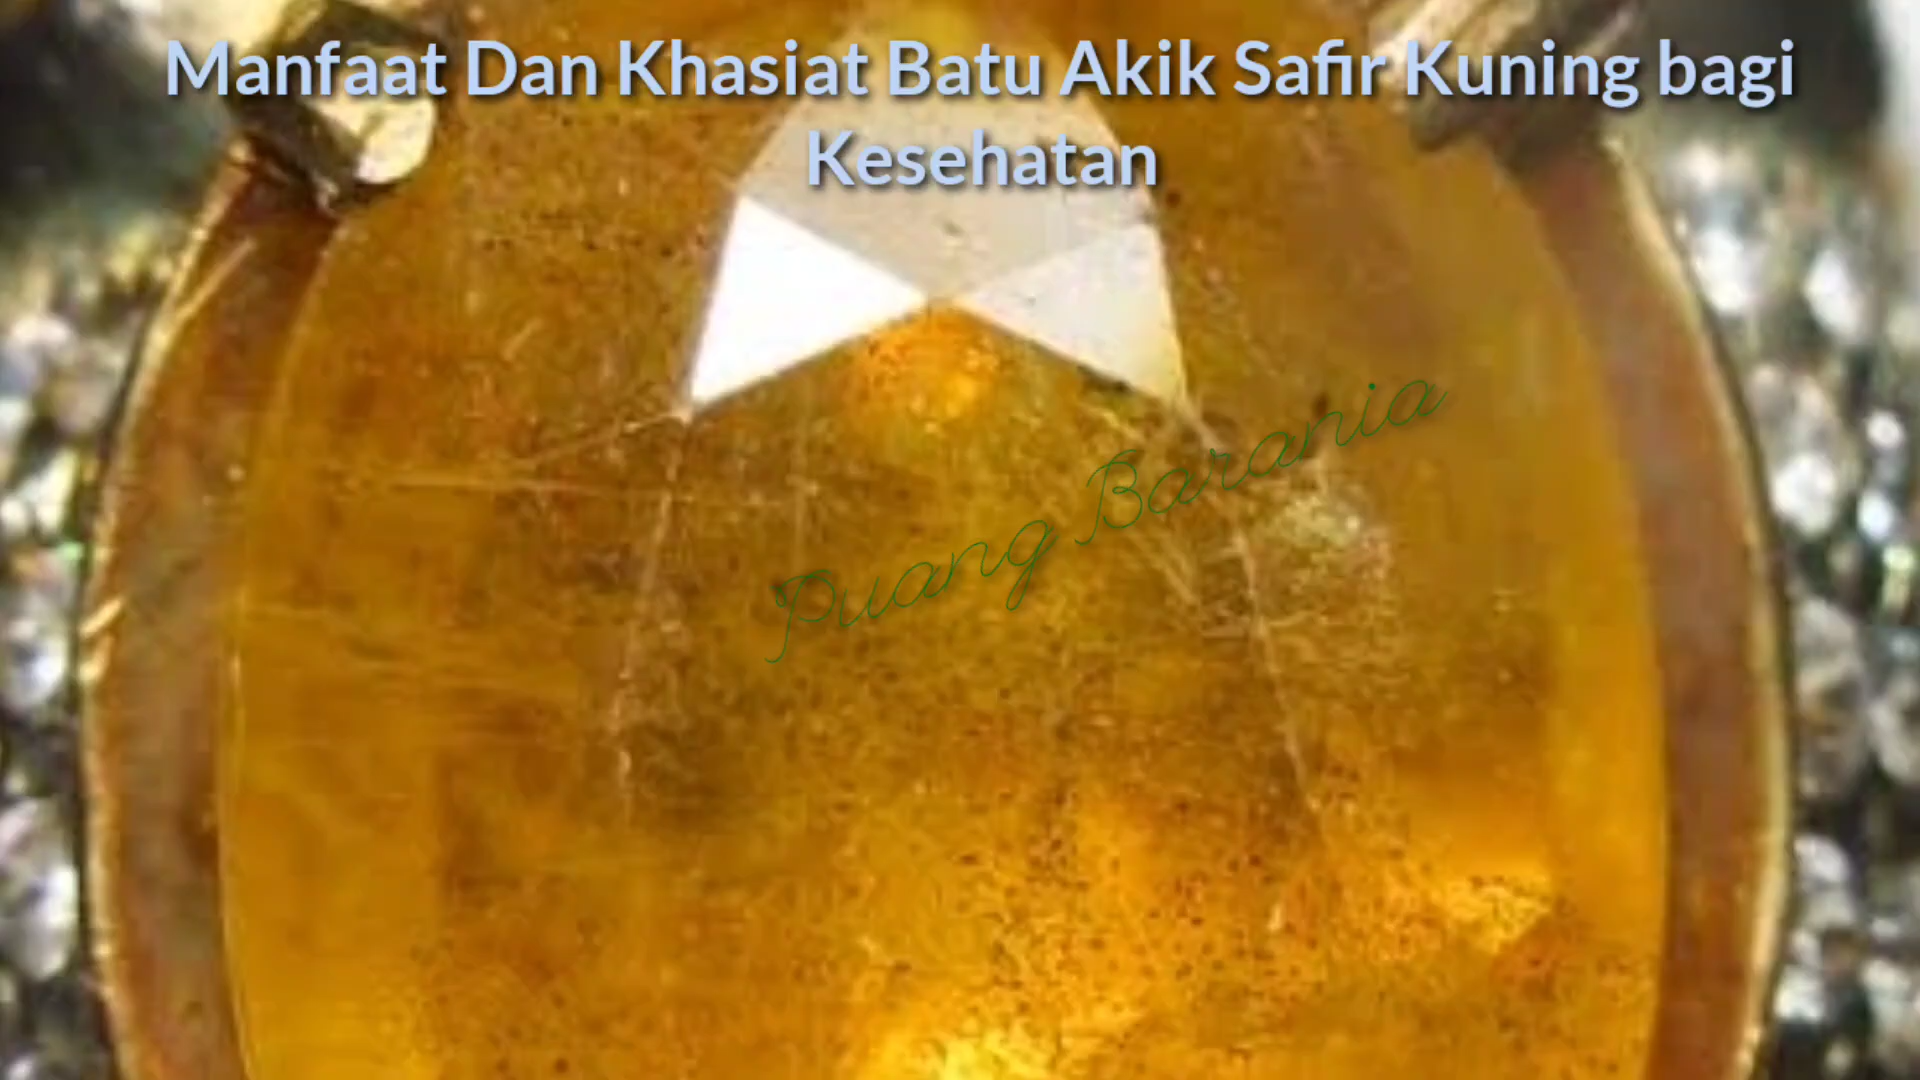 Manfaat Dan Khasiat Batu Akik Safir Kuning bagi
Kesehatan
Puang Barania